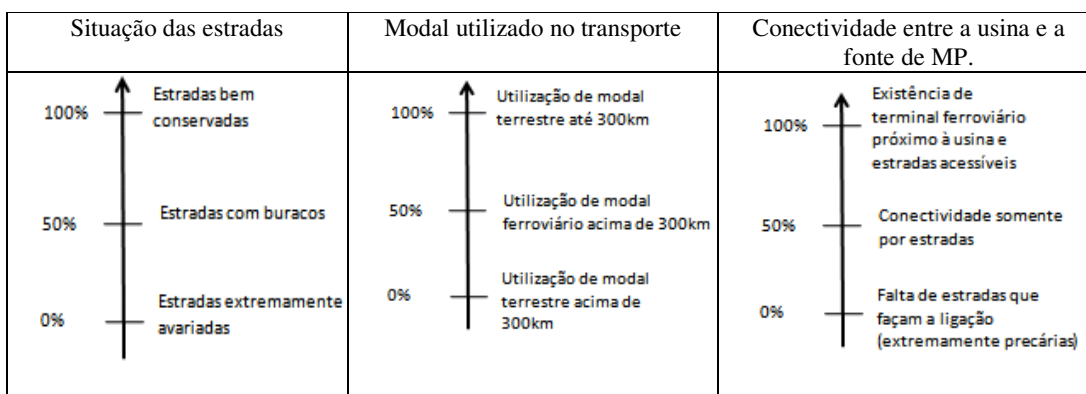 Situação das estradas
100%
Estradas bem
conservadas
50%
Estradas com buracos
0%
Estradas extremamente
avariadas
Modal utilizado no transporte
100%
Utilização de modal
terrestre até 300km
50%
Utilização de modal
ferroviário acima de 300km
0%
Utilização de modal
terrestre acima de
300km
Conectividade entre a usina e a
fonte de MP.
100%
Existência de
terminal ferroviário
próximo à usina e
estradas acessíveis
50%
Conectividade somente
por estradas
0%
Falta de estradas que
façam a ligação
(extremamente precárias)